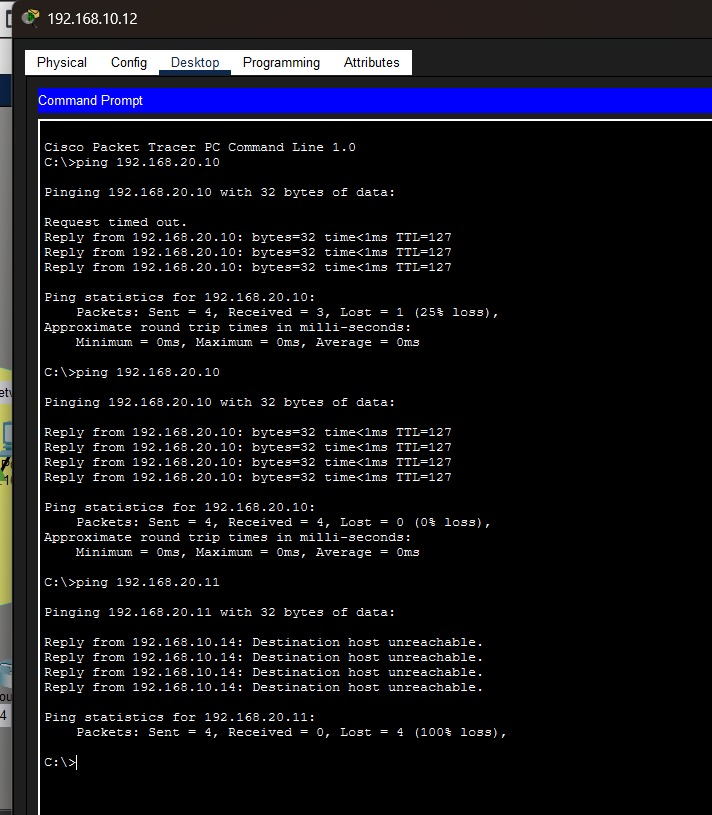 192.168.10.12
Physical Config Desktop Programming Attributes
Command Prompt
Cisco Packet Tracer PC Command Line 1.0
C:\>ping 192.168.20.10
Pinging 192.168.20.10 with 32 bytes of data:
Request timed out.
Reply from 192.168.20.10: bytes=32 time<1ms TTL=127
Reply from 192.168.20.10: bytes=32 time<1ms TTL=127
Reply from 192.168.20.10: bytes=32 time<1ms TTL=127
Ping statistics for 192.168.20.10:
Packets: Sent = 4, Received = 3, Lost = 1 (25% loss),
Approximate round trip times in milli-seconds:
Minimum = 0ms, Maximum = 0ms, Average = 0ms
C:\>ping 192.168.20.10
Pinging 192.168.20.10 with 32 bytes of data:
Reply from 192.168.20.10: bytes=32 time<1ms TTL=127
Reply from 192.168.20.10: bytes=32 time<1ms TTL=127
Reply from 192.168.20.10: bytes=32 time<1ms TTL=127
Reply from 192.168.20.10: bytes=32 time<1ms TTL=127
Ping statistics for 192.168.20.10:
Packets: Sent = 4, Received = 4, Lost = 0 (0% loss),
Approximate round trip times in milli-seconds:
Minimum = 0ms, Maximum = 0ms, Average = 0ms
C:\>ping 192.168.20.11
Pinging 192.168.20.11 with 32 bytes of data:
Reply from 192.168.10.14: Destination host unreachable.
Reply from 192.168.10.14: Destination host unreachable.
Reply from 192.168.10.14: Destination host unreachable.
Reply from 192.168.10.14: Destination host unreachable.
Ping statistics for 192.168.20.11:
Packets: Sent = 4, Received = 0, Lost = 4 (100% loss),
C:\>